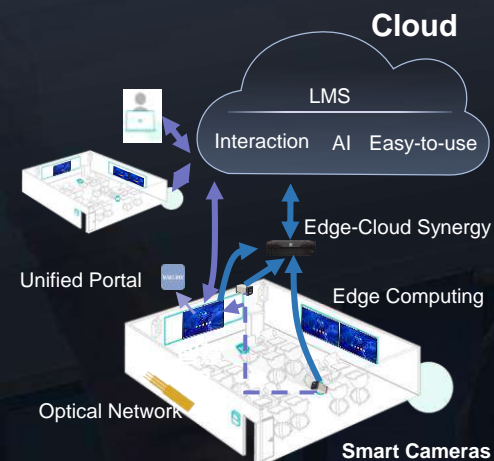 Cloud
LMS
Interaction AI Easy-to-use
Edge-Cloud Synergy
Unified Portal
Edge Computing
Optical Network
Smart Cameras